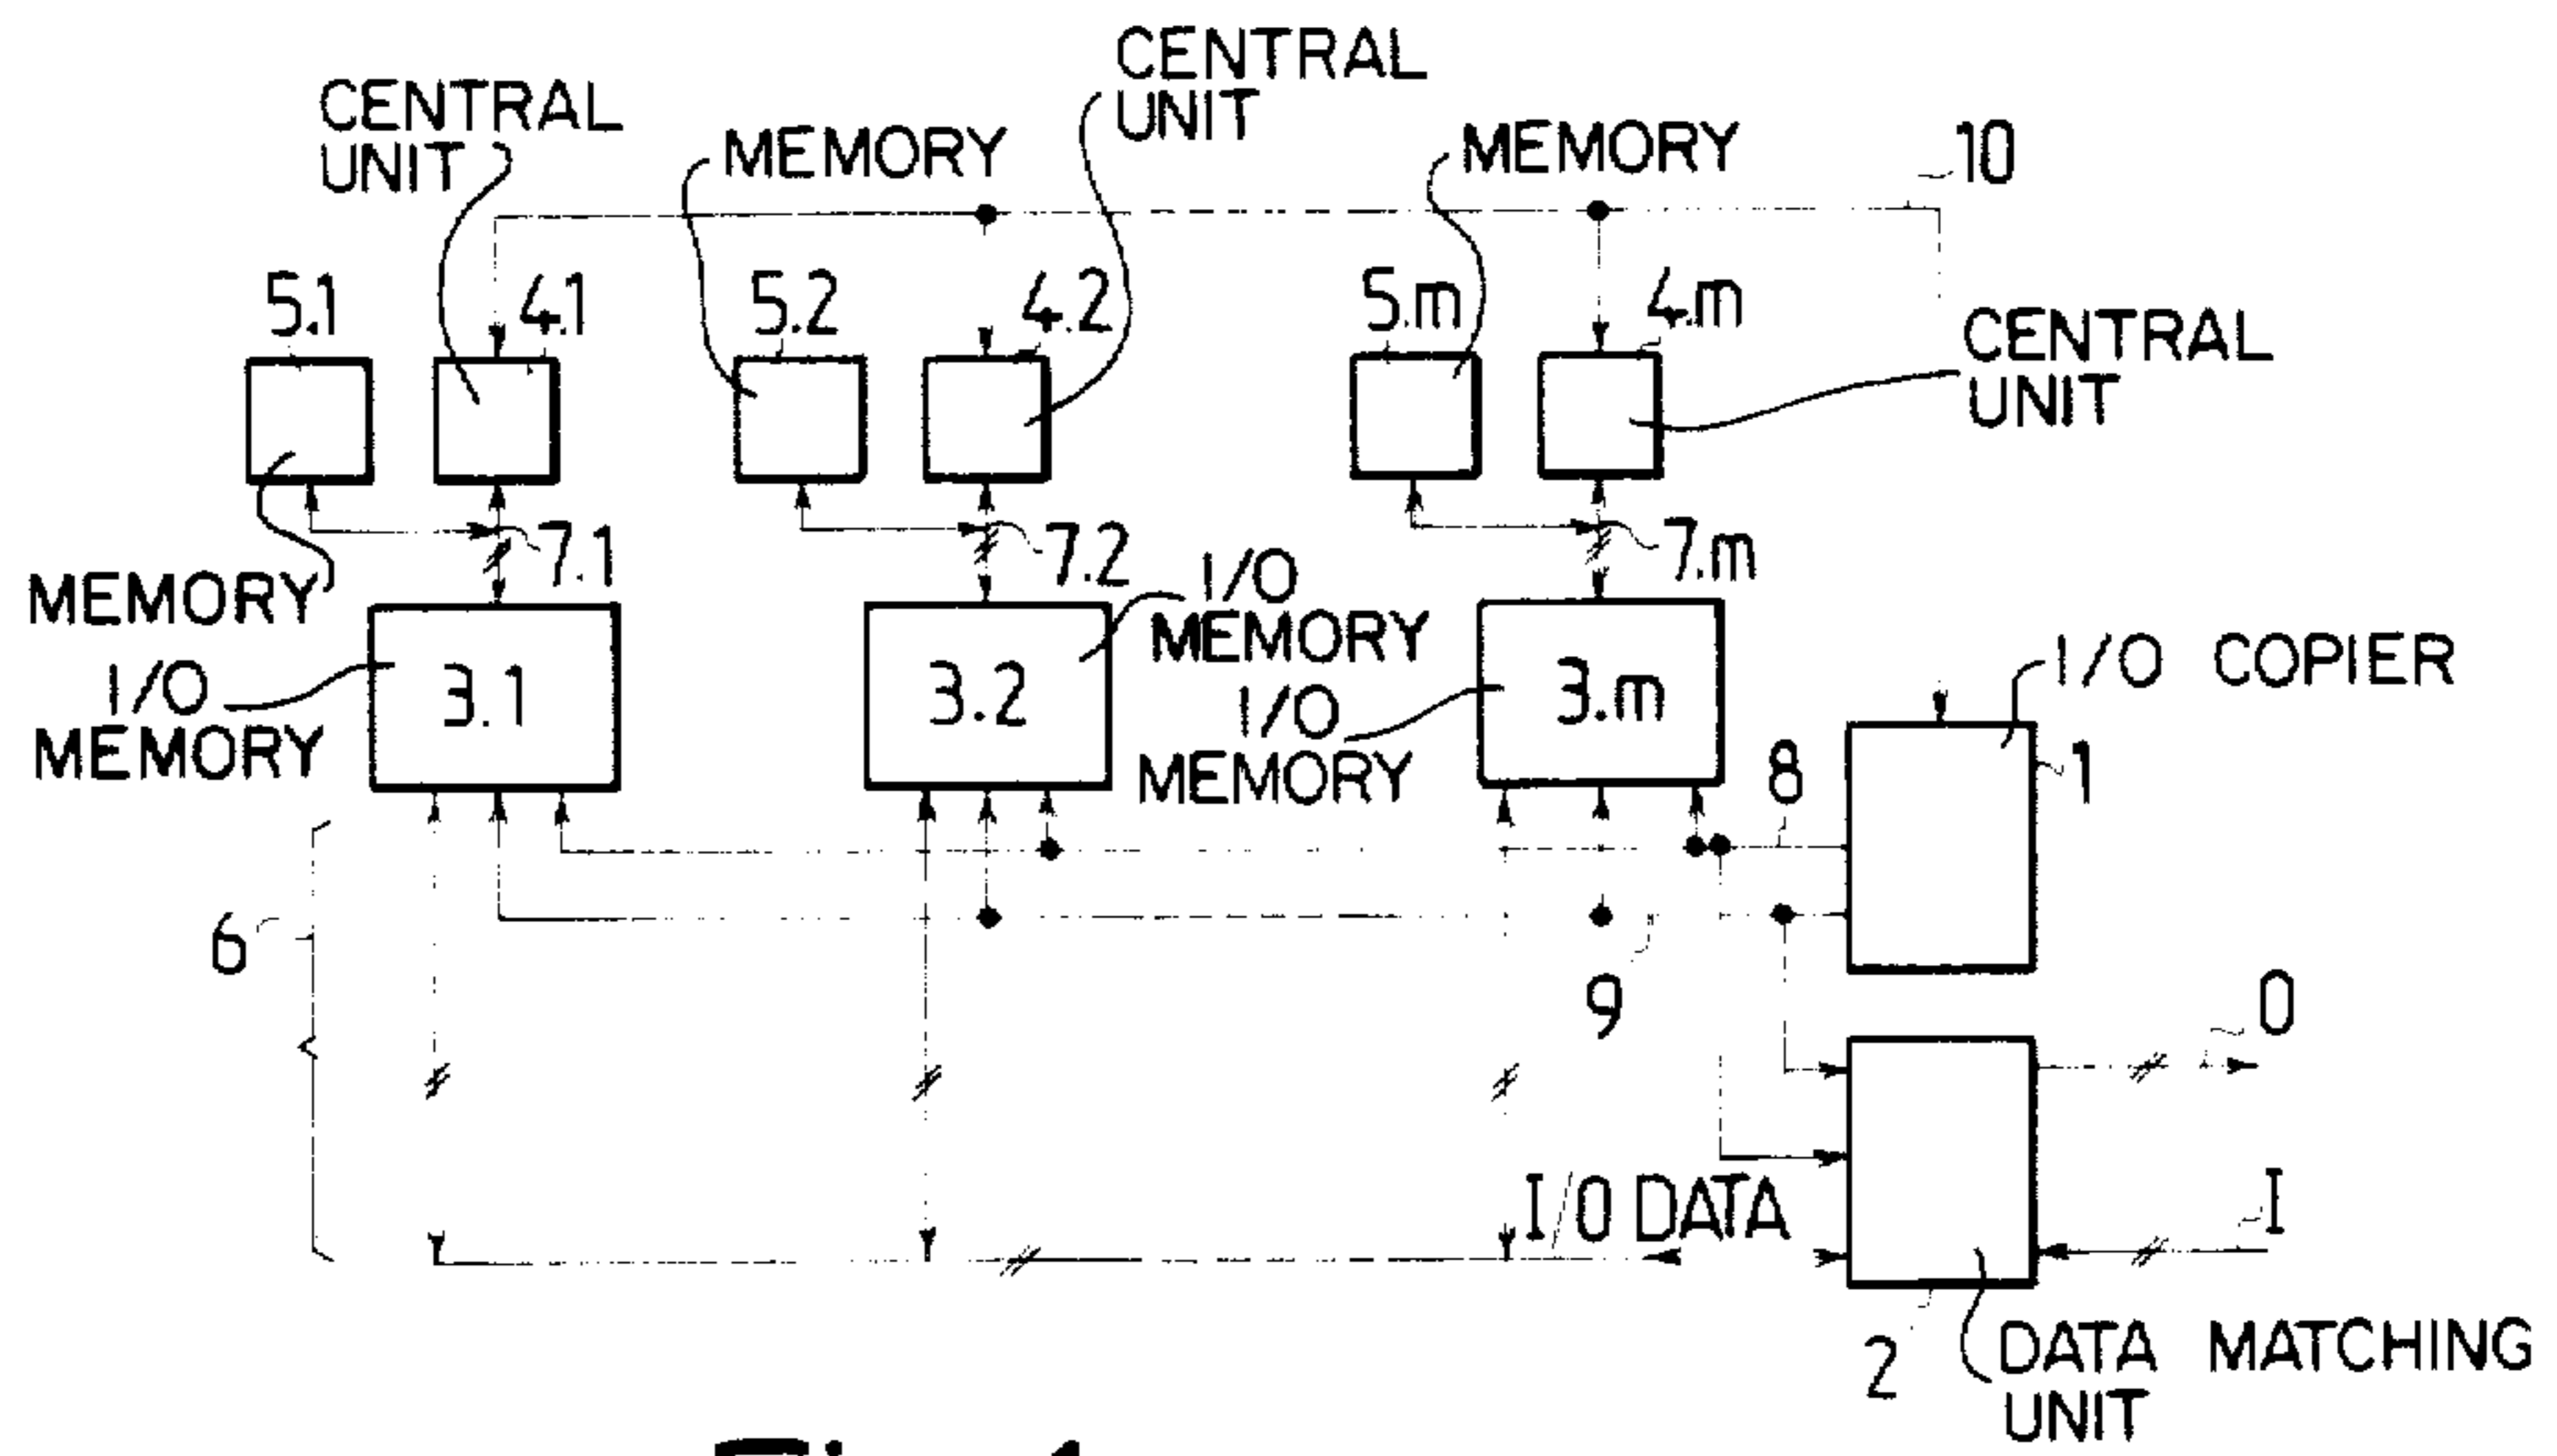 CENTRAL
UNIT
MEMORY
CENTRAL
UNIT
MEMORY
10
5.1
4.1
5.2
4.2
5.m
4.m
CENTRAL
UNIT
7.1
7.2
7.m
MEMORY
I/O
MEMORY
3.1
3.2
I/O
MEMORY
I/O
MEMORY
3.m
I/O COPIER
1
8
6
9
O
I/O DATA
I
2
DATA MATCHING
UNIT